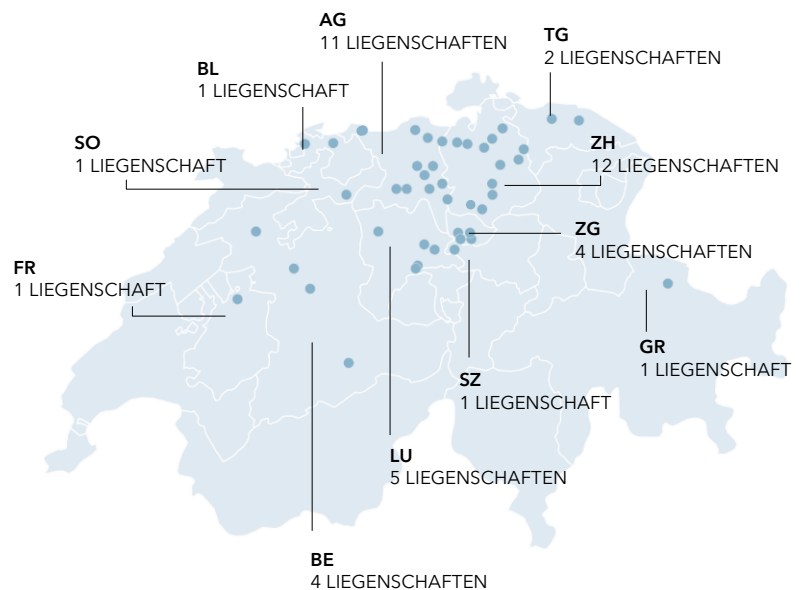 AG
11 LIEGENSCHAFTEN
TG
2 LIEGENSCHAFTEN
BL
1 LIEGENSCHAFT
SO
1 LIEGENSCHAFT
ZH
12 LIEGENSCHAFTEN
ZG
4 LIEGENSCHAFTEN
FR
1 LIEGENSCHAFT
GR
1 LIEGENSCHAFT
SZ
1 LIEGENSCHAFT
LU
5 LIEGENSCHAFTEN
BE
4 LIEGENSCHAFTEN